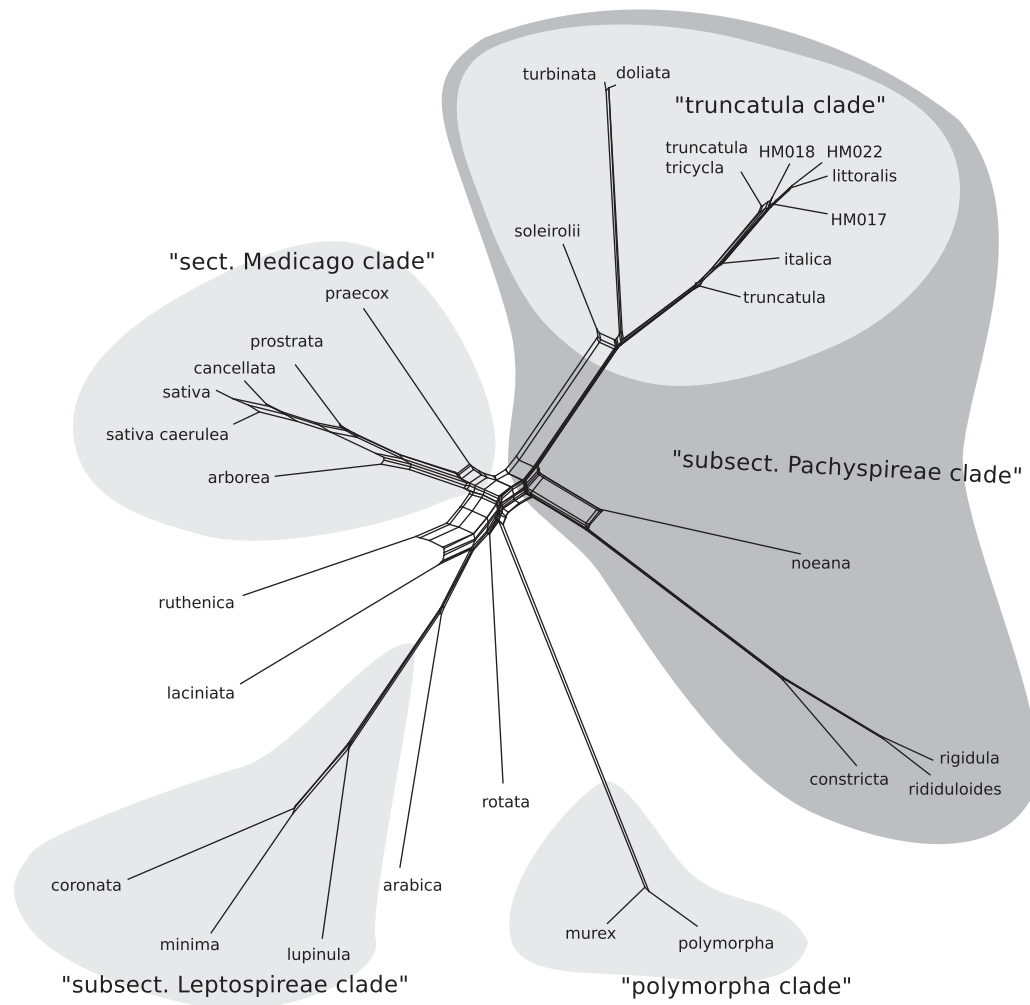 turbinata doliata
"truncatula clade"
truncatula
tricycla
HM018 HM022
littoralis
HM017
soleirolii
italica
truncatula
"sect. Medicago clade"
praecox
prostrata
cancellata
sativa
sativa caerulea
arborea
"subsect. Pachyspireae clade"
noeana
ruthenica
laciniata
rigidula
constricta
rididuloides
rotata
coronata
arabica
minima
lupinula
murex
polymorpha
"subsect. Leptospireae clade"
"polymorpha clade"